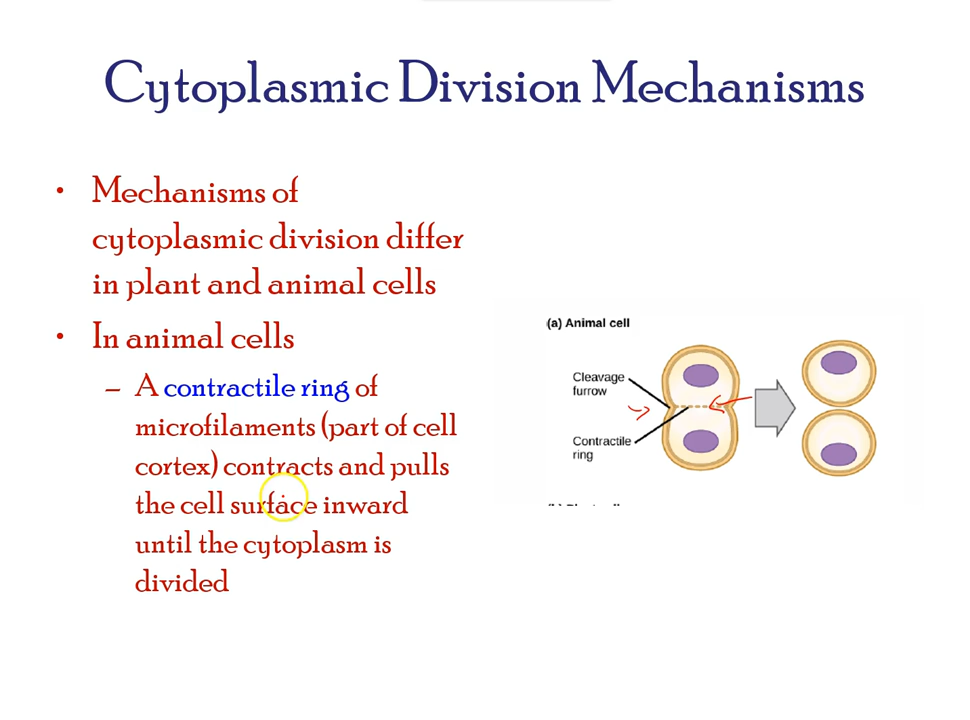 Cytoplasmic Division Mechanisms
• Mechanisms of
cytoplasmic division differ
in plant and animal cells
• In animal cells
– A contractile ring of
microfilaments (part of cell
cortex) contracts and pulls
the cell surface inward
until the cytoplasm is
divided
(a) Animal cell
Cleavage
furrow
Contractile
ring